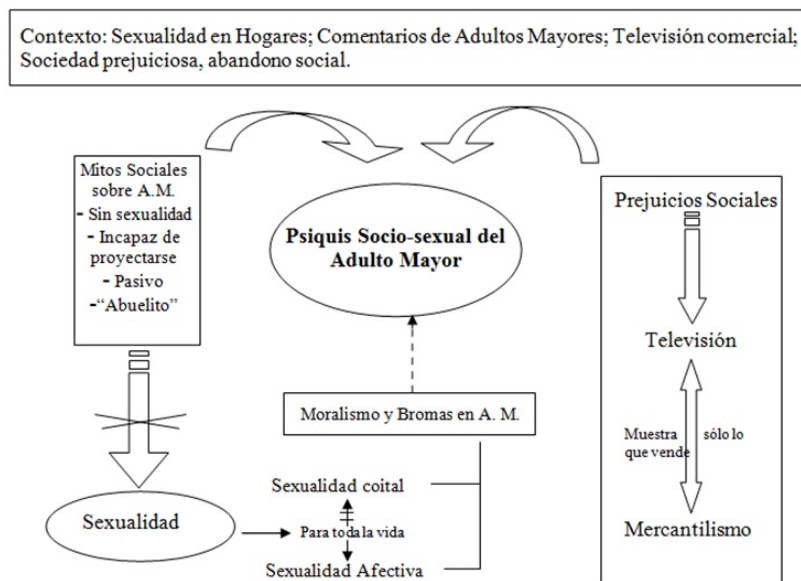 Contexto: Sexualidad en Hogares; Comentarios de Adultos Mayores; Televisión comercial;
Sociedad prejuiciosa, abandono social.
Mitos Sociales
sobre A.M.
- Sin sexualidad
- Incapaz de
proyectarse
- Pasivo
-“Abuelito”
Psiquis Socio-sexual del
Adulto Mayor
Prejuicios Sociales
Televisión
Muestra sólo lo
que vende
Mercantilismo
Moralismo y Bromas en A. M.
Sexualidad coital
Para toda la vida
Sexualidad Afectiva
Sexualidad